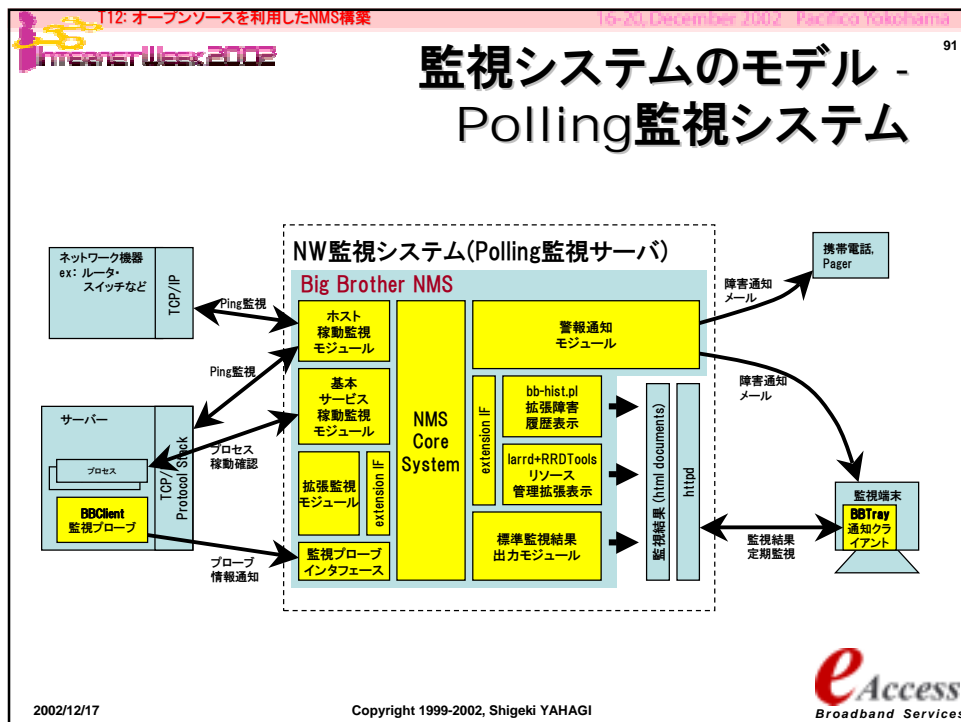 T12: オープンソースを利用したNMS構築
16-20, December 2002 Pacifico Yokohama
InternetWeek2002
91
監視システムのモデル -
Polling監視システム
ネットワーク機器
ex: ルータ・
スイッチなど
TCP/IP
Ping監視
Ping監視
サーバー
プロセス
BBClient
監視プローブ
TCP/
Protocol Stack
プロセス
稼動確認
プローブ
情報通知
NW監視システム(Polling監視サーバ)
Big Brother NMS
ホスト
稼動監視
モジュール
基本
サービス
稼動監視
モジュール
拡張監視
モジュール
extension IF
監視プローブ
インタフェース
NMS
Core
System
警報通知
モジュール
extension IF
bb-hist.pl
拡張障害
履歴表示
larrd+RRDTools
リソース
管理拡張表示
標準監視結果
出力モジュール
監視結果(html documents)
httpd
障害通知
メール
携帯電話,
Pager
障害通知
メール
監視結果
定期監視
監視端末
BBTray
通知クラ
イアント
2002/12/17
Copyright 1999-2002, Shigeki YAHAGI
eAccess
Broadband Services